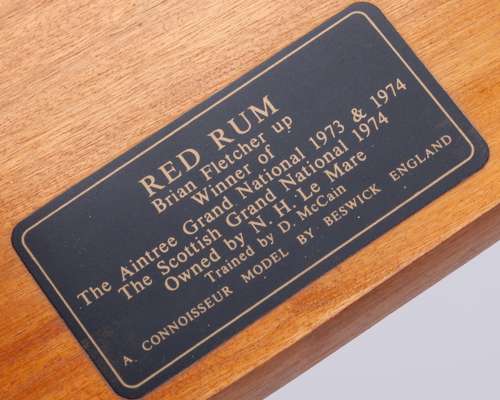 RED RUM
Brian Fletcher up
Winner of
The Aintree Grand National 1973 & 1974
The Scottish Grand National 1974
Owned by N. H. Le Mare
Trained by D. McCain
A CONNOISSEUR MODEL BY BESWICK ENGLAND